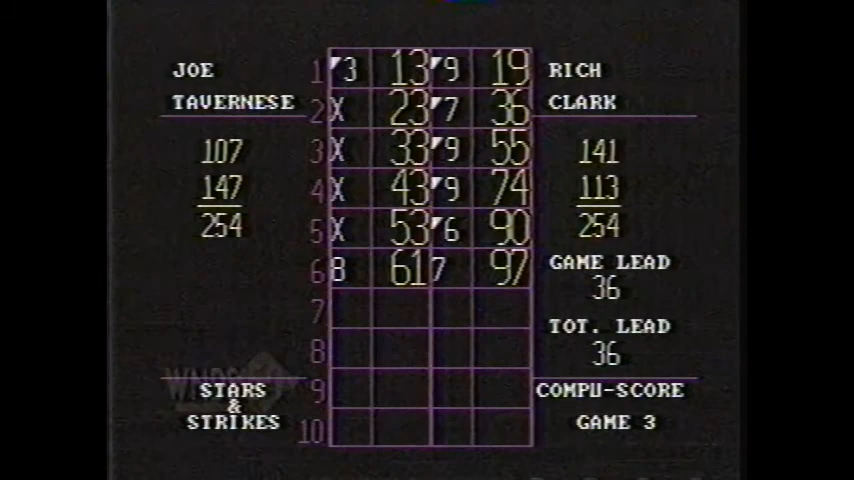 JOE
TAVERNESE
107
147
254
1 3 13 9 19
2 X 23 7 36
3 X 33 9 55
4 X 43 9 74
5 X 53 6 90
6 8 61 7 97
7
8
9
10
RICH
CLARK
141
113
254
GAME LEAD
36
TOT. LEAD
36
STARS
&
STRIKES
COMPU-SCORE
GAME 3